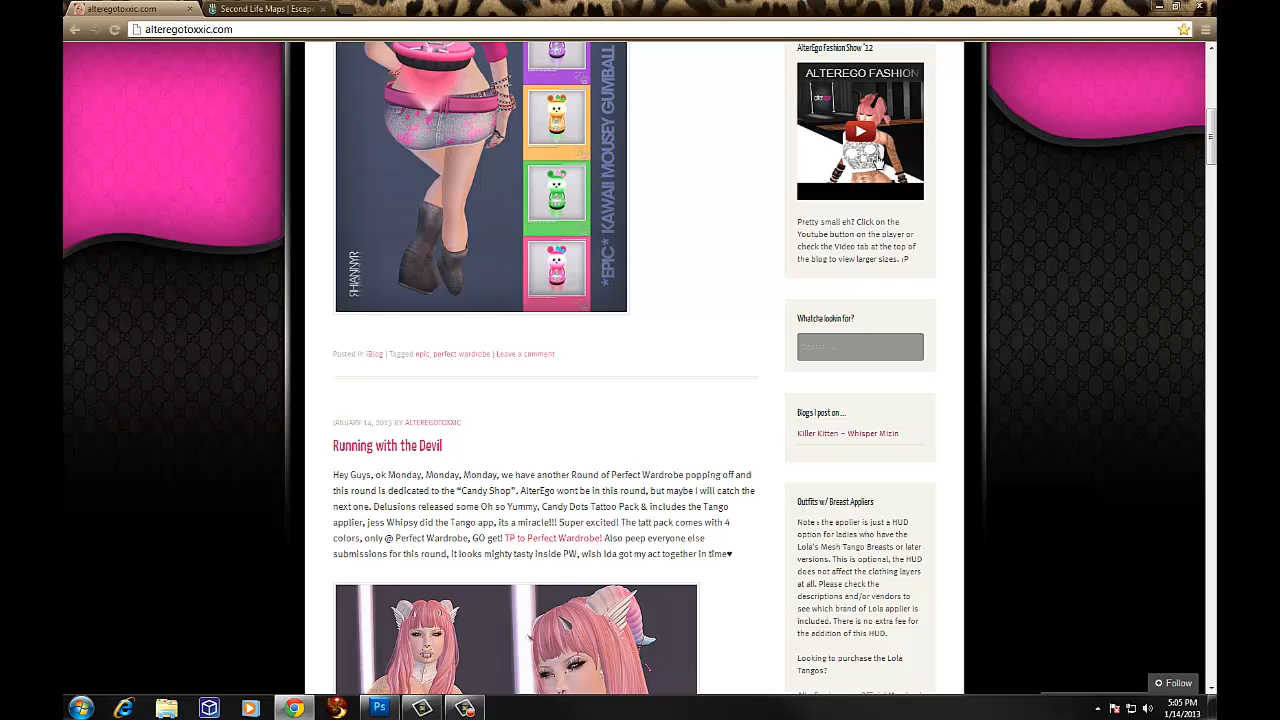 alteregotoxxic.com
Second Life Maps | Escap
alteregotoxxic.com
*EPIC* KAWAII MOUSEY GUMBALL
Posted in iBlog | Tagged epic, perfect wardrobe | Leave a comment
JANUARY 14, 2013 BY ALTEREGOTOXXIC
Running with the Devil
Hey Guys, ok Monday, Monday, Monday, we have another Round of Perfect Wardrobe popping off and
this round is dedicated to the “Candy Shop”. AlterEgo wont be in this round, but maybe I will catch the
next one. Delusions released some Oh so Yummy, Candy Dots Tattoo Pack & includes the Tango
applier, jess Whipsy did the Tango app, its a miracle!!! Super excited! The tatt pack comes with 4
colors, only @ Perfect Wardrobe, GO get! TP to Perfect Wardrobe! Also peep everyone else
submissions for this round, it looks mighty tasty inside PW, wish Ida got my act together in time♥
AlterEgo Fashion Show '12
ALTEREGO FASHION
Pretty small eh? Click on the
Youtube button on the player or
check the Video tab at the top of
the blog to view larger sizes. :P
Whatcha lookin for?
Search ...
Blogs I post on ...
Killer Kitten – Whisper Mizin
Outfits w/ Breast Appliers
Note : the applier is just a HUD
option for ladies who have the
Lola's Mesh Tango Breasts or later
versions. This is optional, the HUD
does not affect the clothing layers
at all. Please check the
descriptions and/or vendors to
see which brand of Lola applier is
included. There is no extra fee for
the addition of this HUD.
Looking to purchase the Lola
Tangos?
Follow
Ps
5:05 PM
1/14/2013